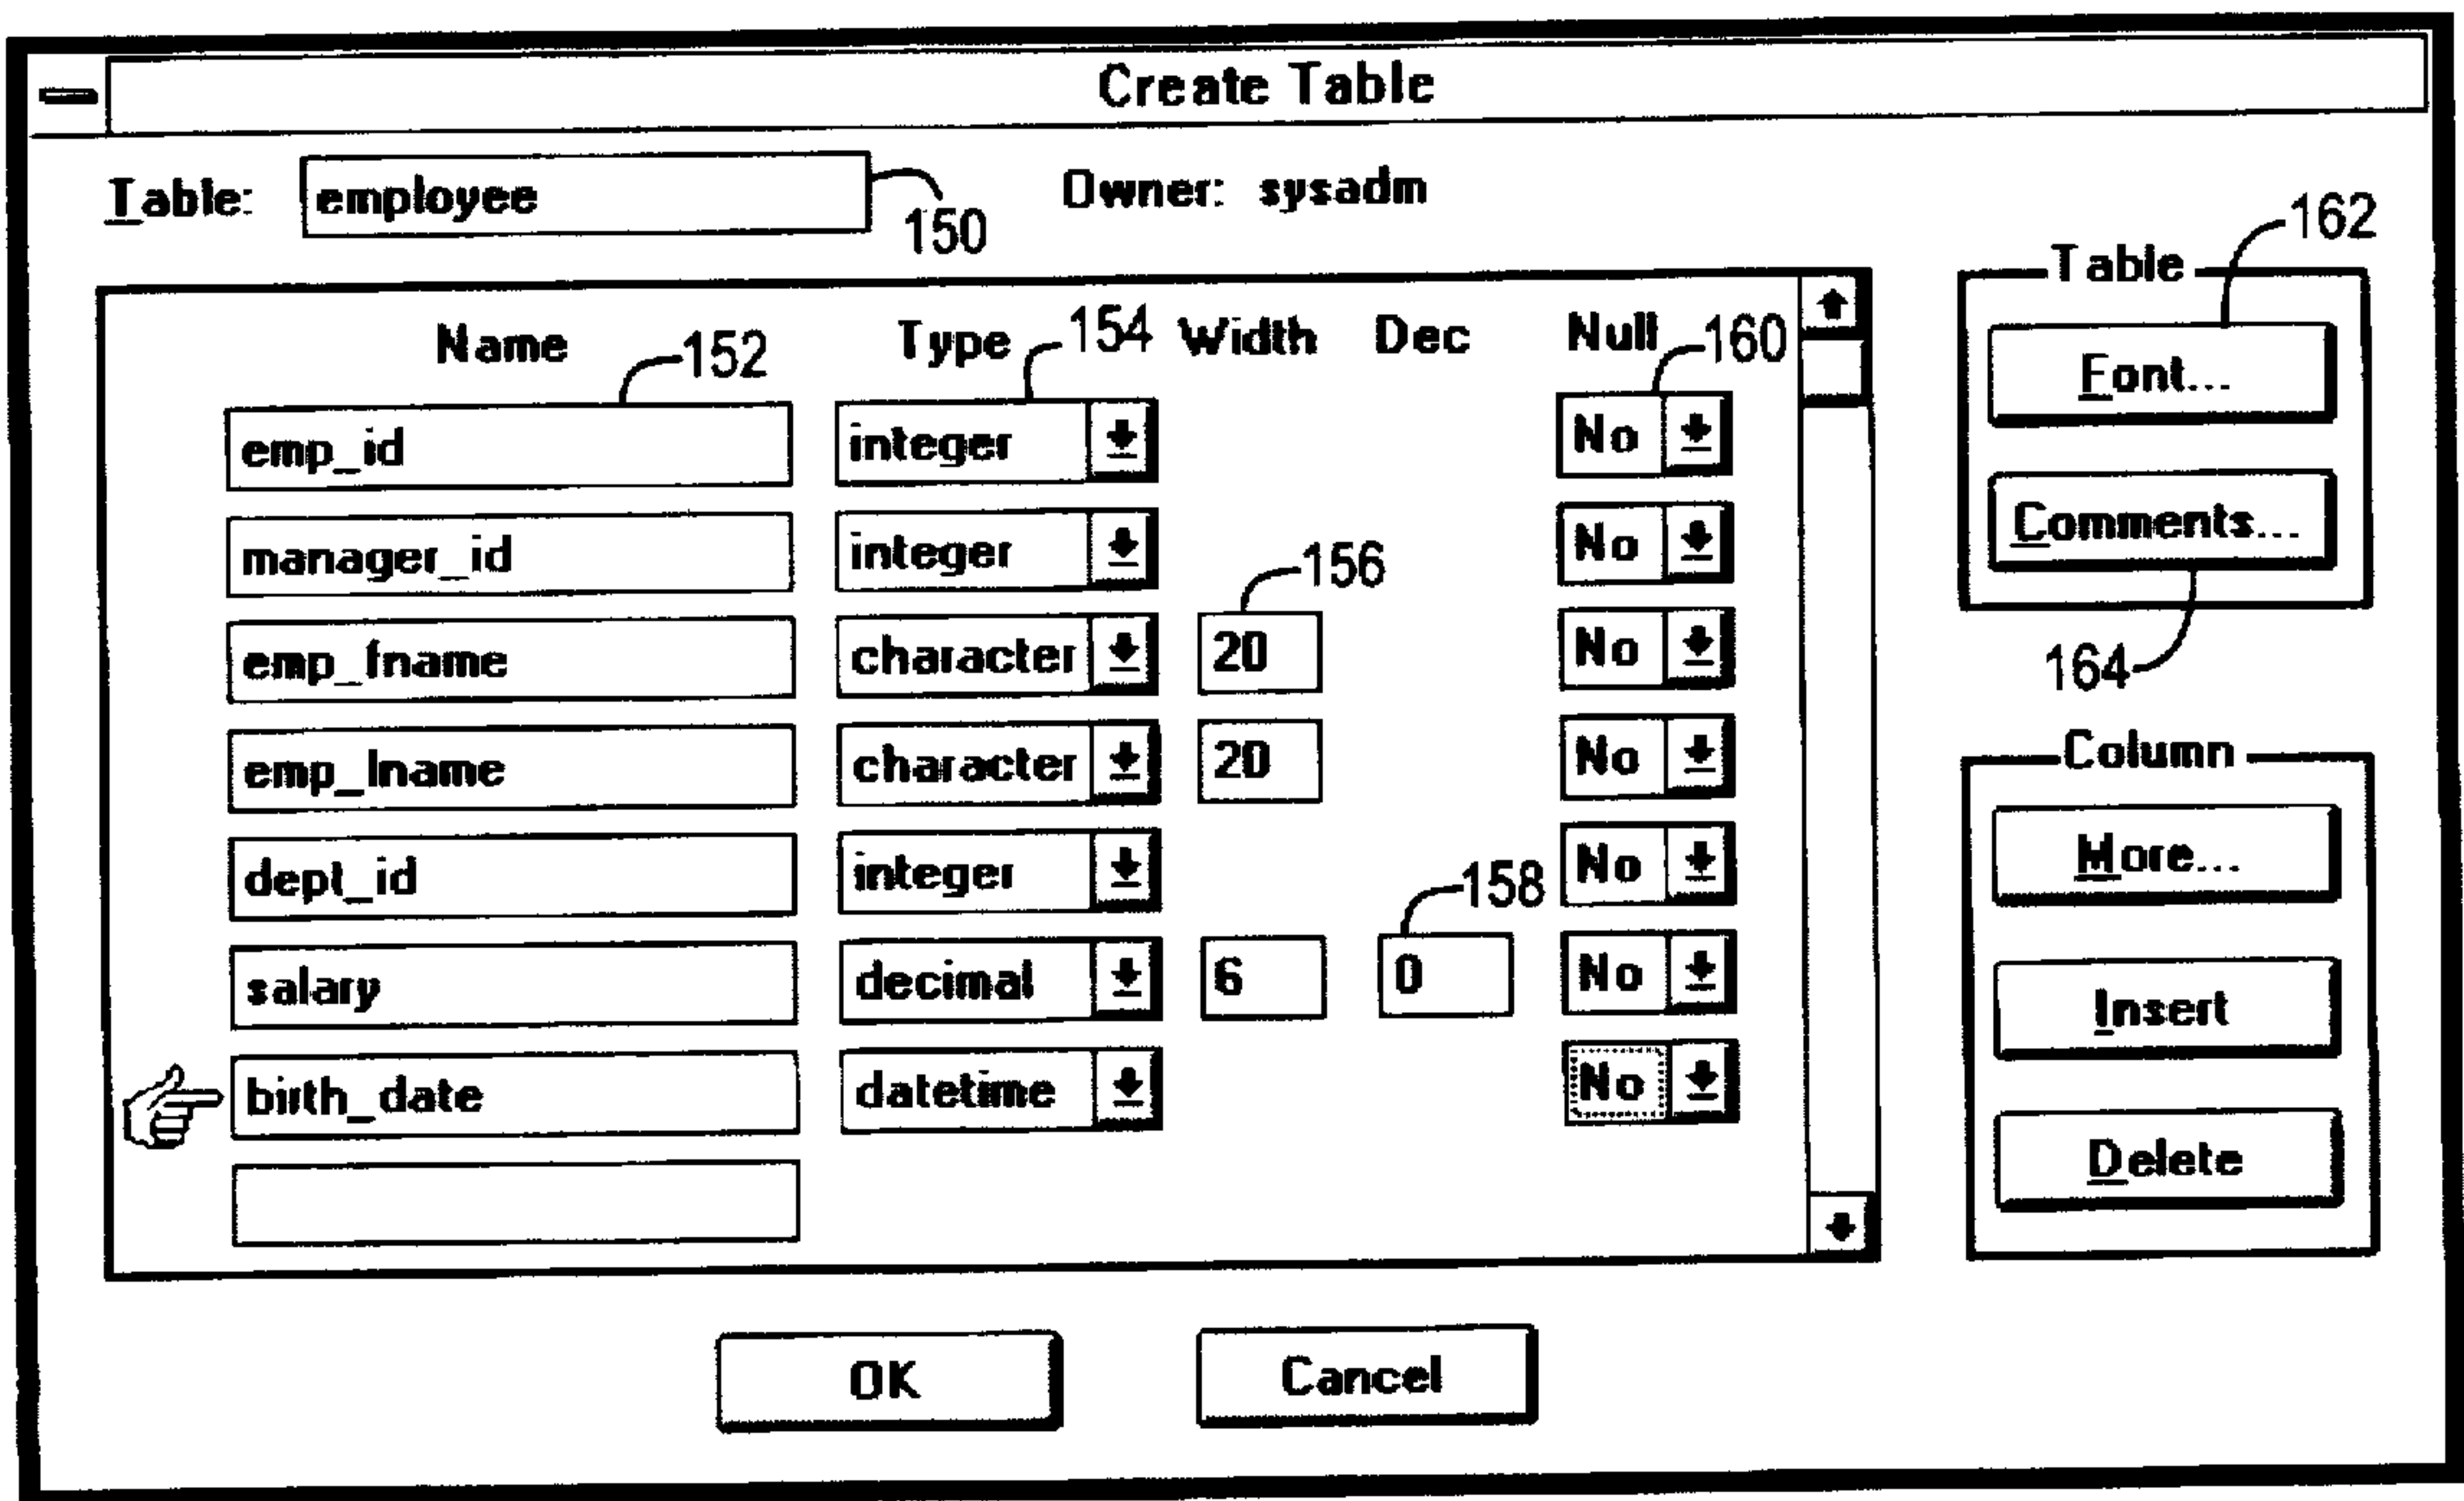 Create Table
Table: employee 150 Owner: sysadm
162
Table
Name 152 Type 154 Width Dec Null 160
Font...
emp_id integer No
Comments...
manager_id integer 156 No
emp_fname character 20 No
164
Column
emp_lname character 20 No
More...
dept_id integer 158 No
salary decimal 6 0 No
Insert
birth_date datetime No
Delete
OK Cancel